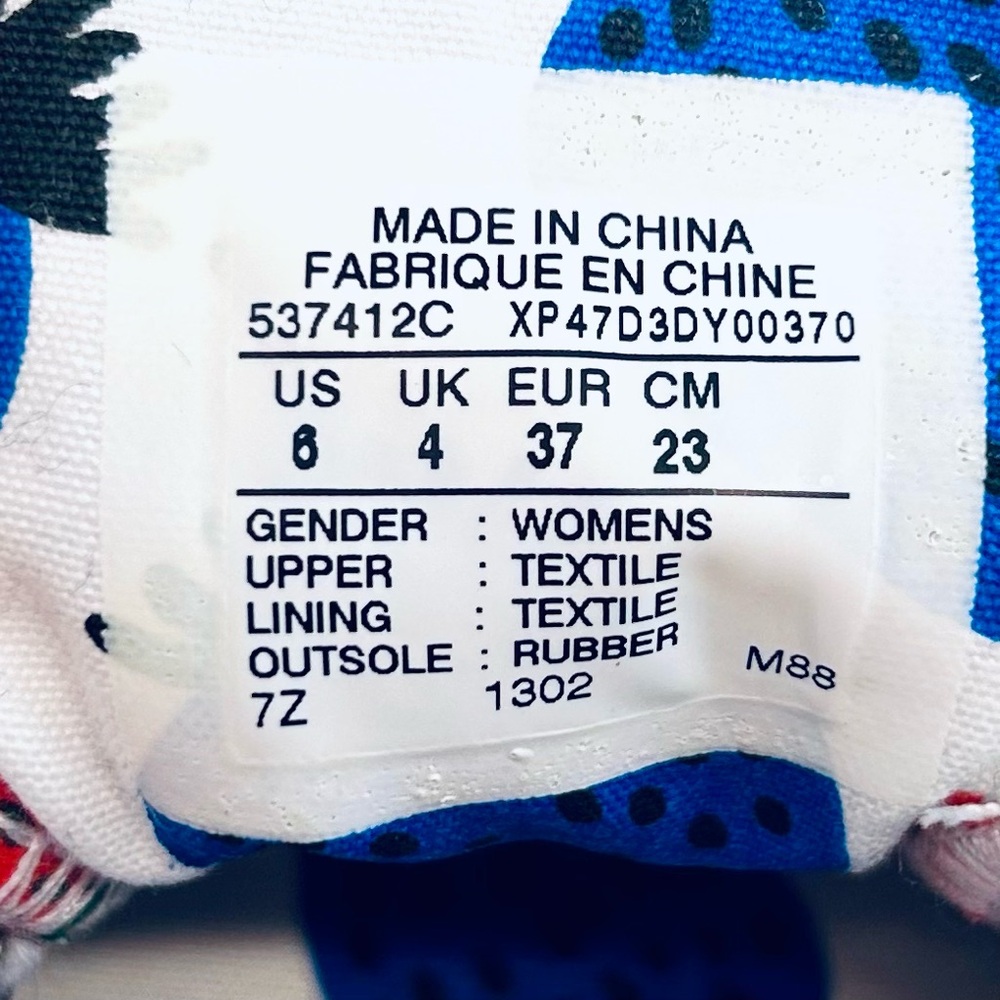 MADE IN CHINA
FABRIQUE EN CHINE
537412C XP47D3DY00370
US UK EUR CM
6 4 37 23
GENDER : WOMENS
UPPER : TEXTILE
LINING : TEXTILE
OUTSOLE : RUBBER
7Z 1302 M88